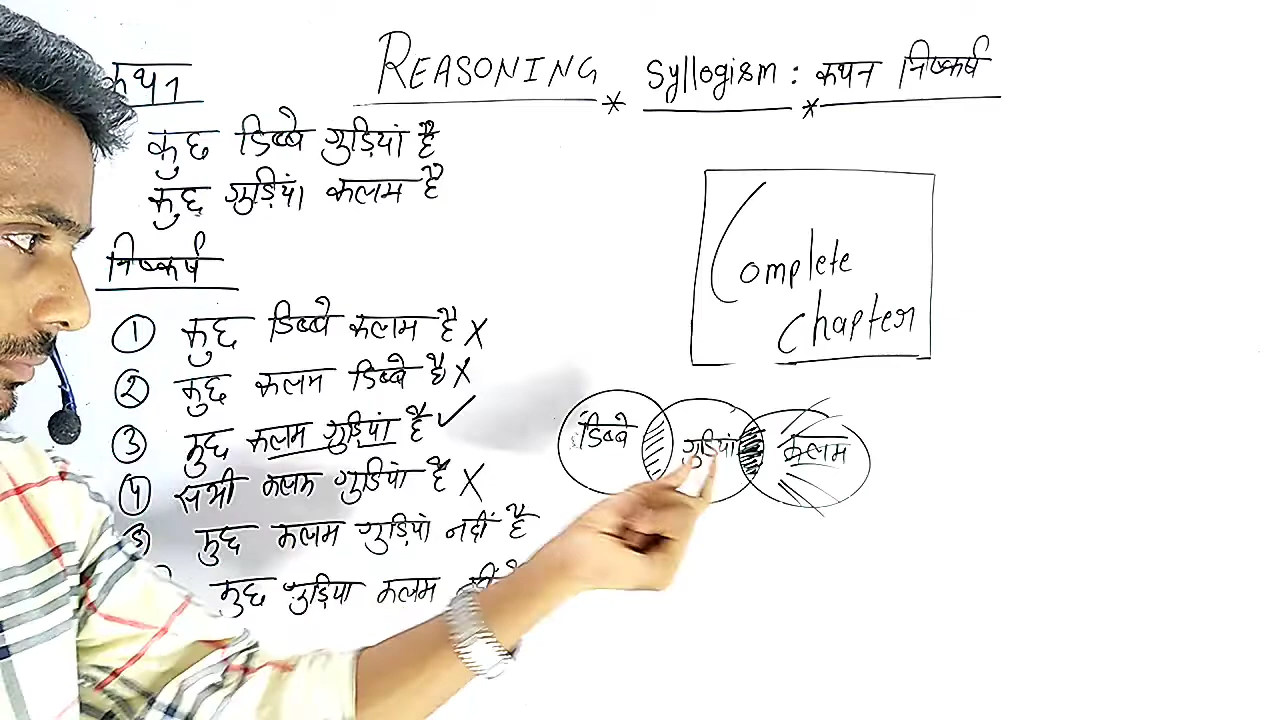 REASONING * Syllogism : कथन * निष्कर्ष
कथन
कुछ डिब्बे गुड़ियां है
कुछ गुड़ियां कलम है
निष्कर्ष
① कुछ डिब्बे कलम है X
② कुछ कलम डिब्बे है X
③ कुछ कलम गुड़ियां है ✓
④ सभी कलम गुड़ियां है X
कुछ कलम गुड़ियां नहीं है
कुछ गुड़िया कलम
Complete
chapter
डिब्बे गुड़ियां कलम